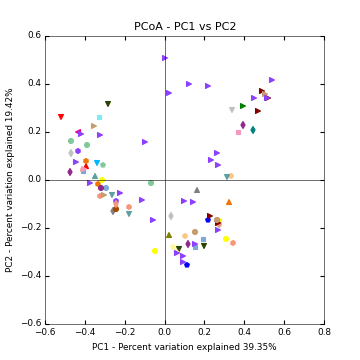 PCoA - PC1 vs PC2
PC2 - Percent variation explained 19.42%
0.6
0.4
0.2
0.0
−0.2
−0.4
−0.6
−0.6 −0.4 −0.2 0.0 0.2 0.4 0.6 0.8
PC1 - Percent variation explained 39.35%